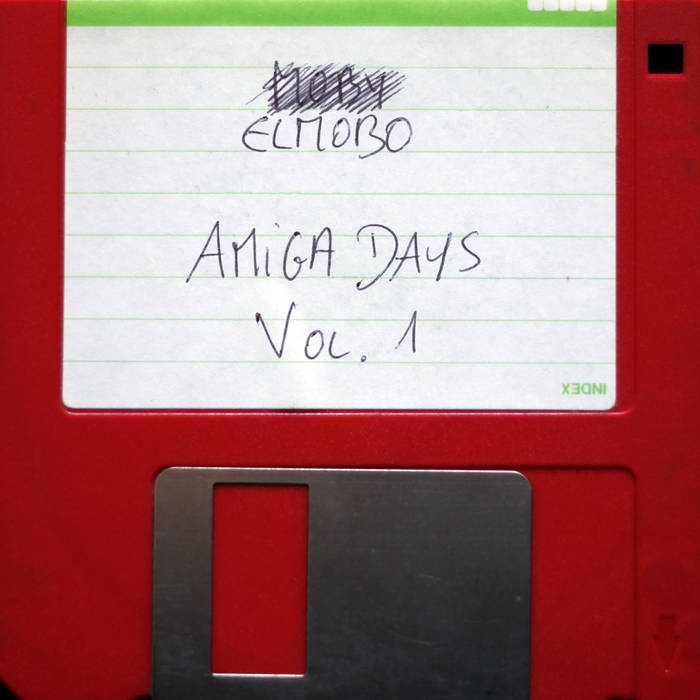 MOBY
ELMOBO
AMiGA DAYS
VOL. 1
INDEX